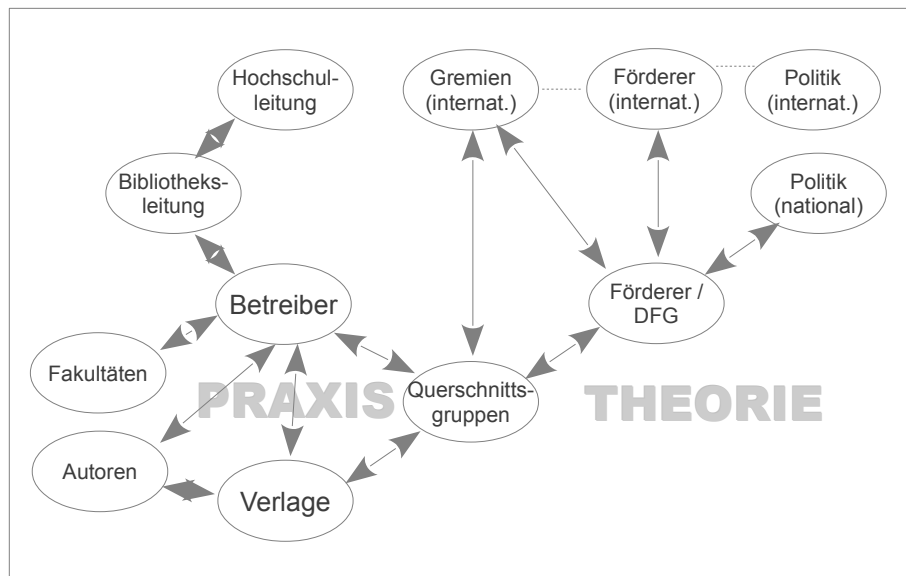 Hochschul-
leitung
Gremien
(internat.)
Förderer
(internat.)
Politik
(internat.)
Bibliotheks-
leitung
Politik
(national)
Betreiber
Förderer /
DFG
Fakultäten
Querschnitts-
gruppen
PRAXIS
THEORIE
Autoren
Verlage